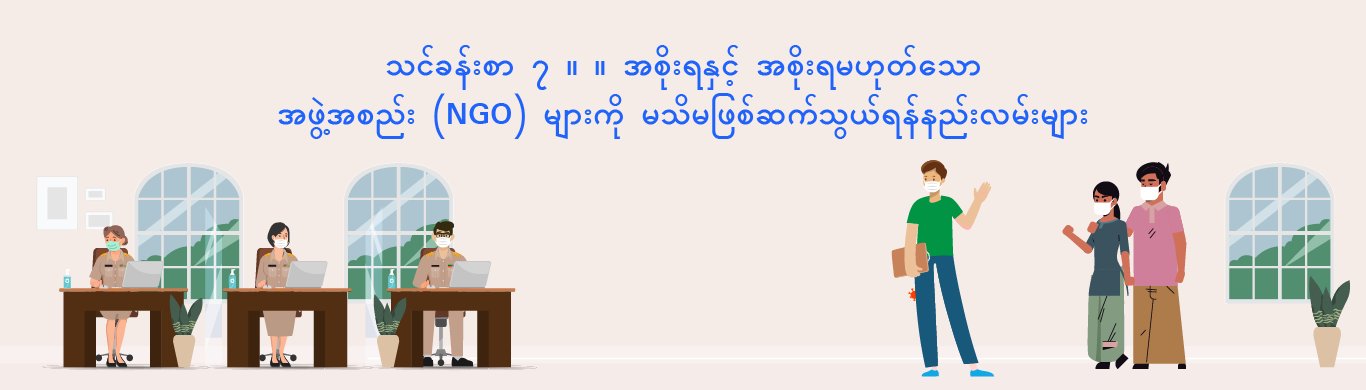 သင်ခန်းစာ ၇ ။ ။ အစိုးရနှင့် အစိုးရမဟုတ်သော
အဖွဲ့အစည်း (NGO) များကို မသိမဖြစ်ဆက်သွယ်ရန်နည်းလမ်းများ